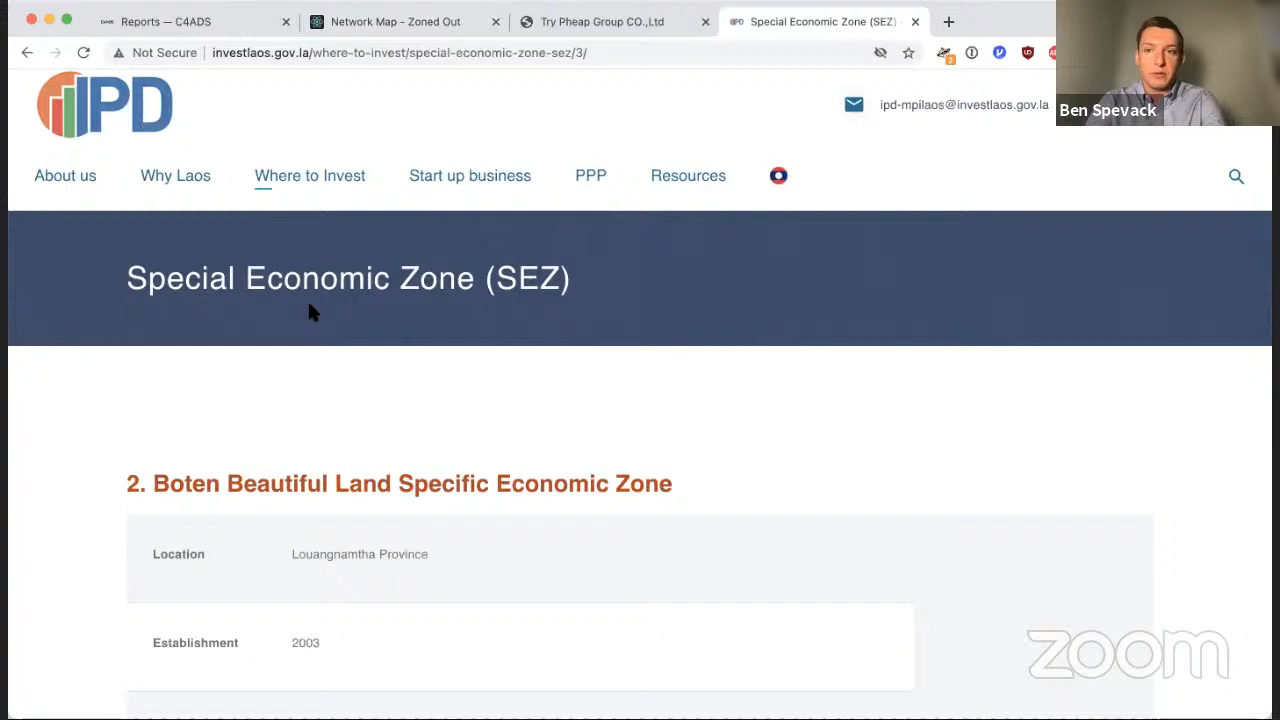 Reports — C4ADS
Network Map - Zoned Out
Try Pheap Group CO.,Ltd
Special Economic Zone (SEZ) -
Not Secure
investlaos.gov.la/where-to-invest/special-economic-zone-sez/3/
IPD
ipd-mpilaos@investlaos.gov.la
Ben Spevack
About us
Why Laos
Where to Invest
Start up business
PPP
Resources
Special Economic Zone (SEZ)
2. Boten Beautiful Land Specific Economic Zone
Location
Louangnamtha Province
Establishment
2003
zoom